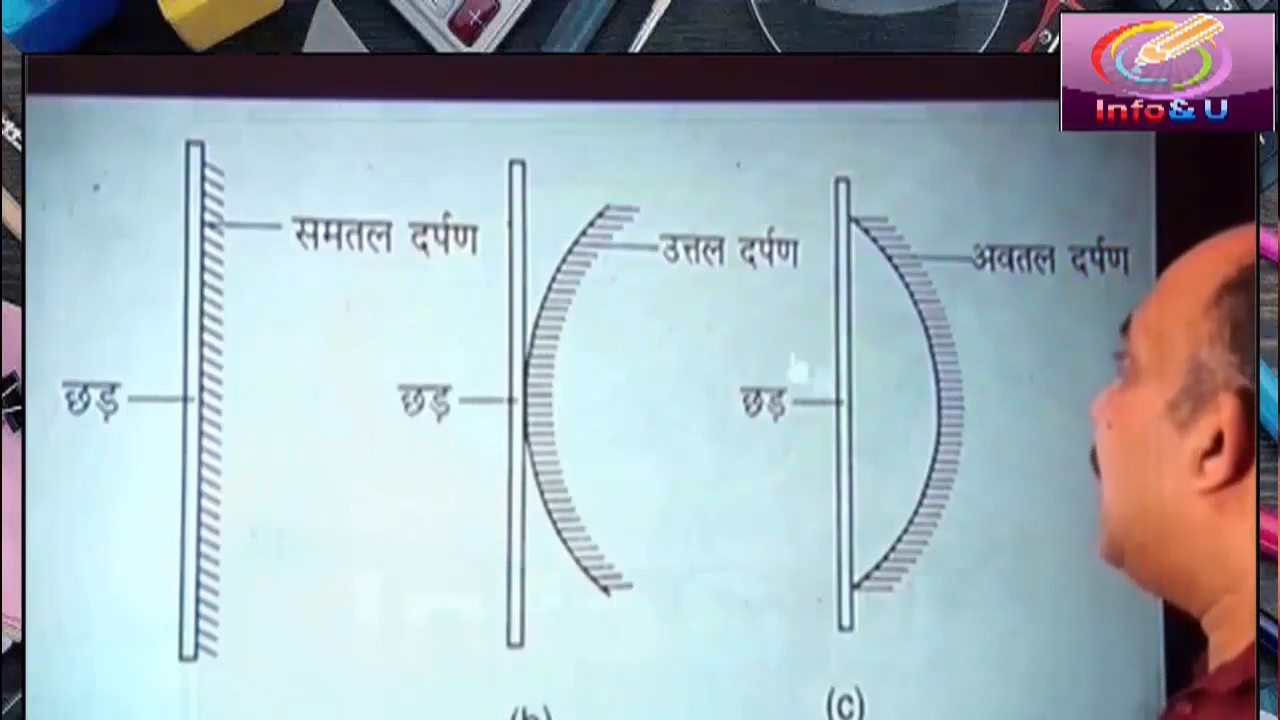 Info & U
समतल दर्पण
उत्तल दर्पण
अवतल दर्पण
छड़
छड़
छड़
(b)
(c)